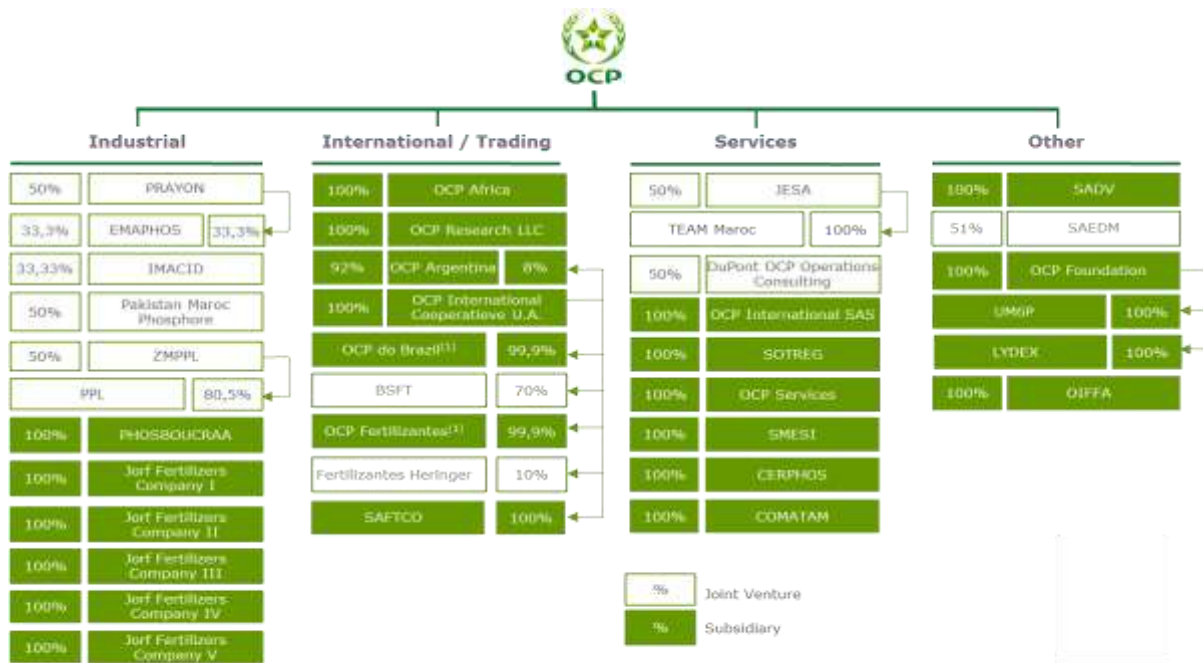 OCP
Industrial
50% PRAYON
33,3% EMAPHOS 33,3%
33,33% IMACID
50% Pakistan Maroc
Phosphore
50% ZMPPL
PPL 80,5%
100% PHOSBOUCRAA
100% Jorf Fertilizers
Company I
100% Jorf Fertilizers
Company II
100% Jorf Fertilizers
Company III
100% Jorf Fertilizers
Company IV
100% Jorf Fertilizers
Company V
International / Trading
100% OCP Africa
100% OCP Research LLC
92% OCP Argentina 8%
100% OCP International
Cooperatieve U.A.
OCP do Brazil[1] 99,9%
BSFT 70%
OCP Fertilizantes[1] 99,9%
Fertilizantes Heringer 10%
SAFTCO 100%
Services
50% JESA
TEAM Maroc 100%
50% DuPont OCP Operations
Consulting
100% OCP International SAS
100% SOTREG
100% OCP Services
100% SMESI
100% CERPHOS
100% COMATAM
Other
100% SADV
51% SAEDM
100% OCP Foundation
UM6P 100%
LYDEX 100%
100% OIFFA
% Joint Venture
% Subsidiary